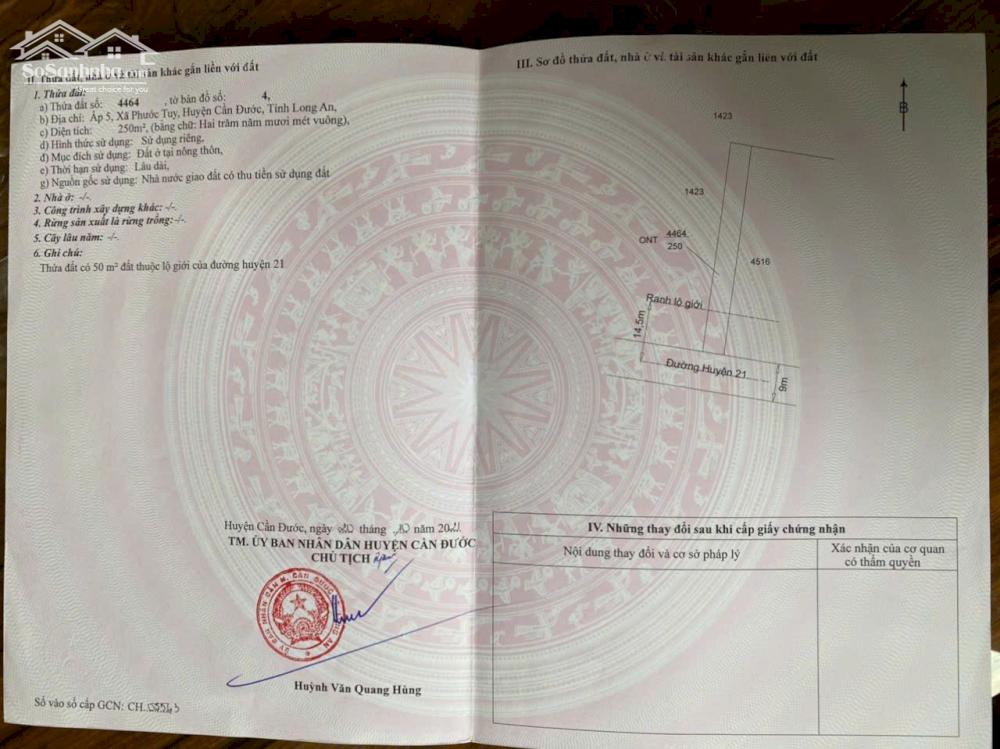 SoSanhnha
Great choice for you
II. Thửa đất, nhà ở và tài sản khác gắn liền với đất
1. Thửa đất:
a) Thửa đất số: 4464 , tờ bản đồ số: 4,
b) Địa chỉ: Ấp 5, Xã Phước Tuy, Huyện Cần Đước, Tỉnh Long An,
c) Diện tích: 250m², (bằng chữ: Hai trăm năm mươi mét vuông),
d) Hình thức sử dụng: Sử dụng riêng,
đ) Mục đích sử dụng: Đất ở tại nông thôn,
e) Thời hạn sử dụng: Lâu dài,
g) Nguồn gốc sử dụng: Nhà nước giao đất có thu tiền sử dụng đất
2. Nhà ở: -/-.
3. Công trình xây dựng khác: -/-.
4. Rừng sản xuất là rừng trồng: -/-.
5. Cây lâu năm: -/-.
6. Ghi chú:
Thửa đất có 50 m² đất thuộc lộ giới của đường huyện 21
Huyện Cần Đước, ngày tháng năm
TM. ỦY BAN NHÂN DÂN HUYỆN CẦN ĐƯỚC
CHỦ TỊCH
Huỳnh Văn Quang Hùng
Số vào sổ cấp GCN: CH
III. Sơ đồ thửa đất, nhà ở và tài sản khác gắn liền với đất
B
1423
1423
ONT 4464
250
4516
Ranh lộ giới
14,5m
Đường Huyện 21
9m
IV. Những thay đổi sau khi cấp giấy chứng nhận
Nội dung thay đổi và cơ sở pháp lý
Xác nhận của cơ quan
có thẩm quyền